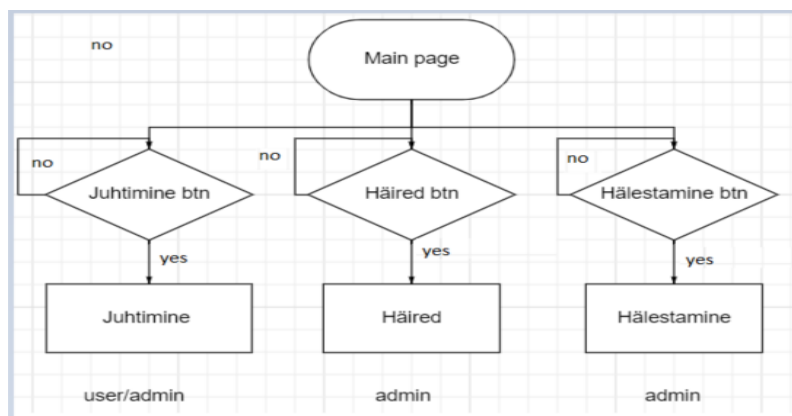 no
Main page
no
no
no
Juhtimine btn
Häired btn
Hälestamine btn
yes
yes
yes
Juhtimine
Häired
Hälestamine
user/admin
admin
admin